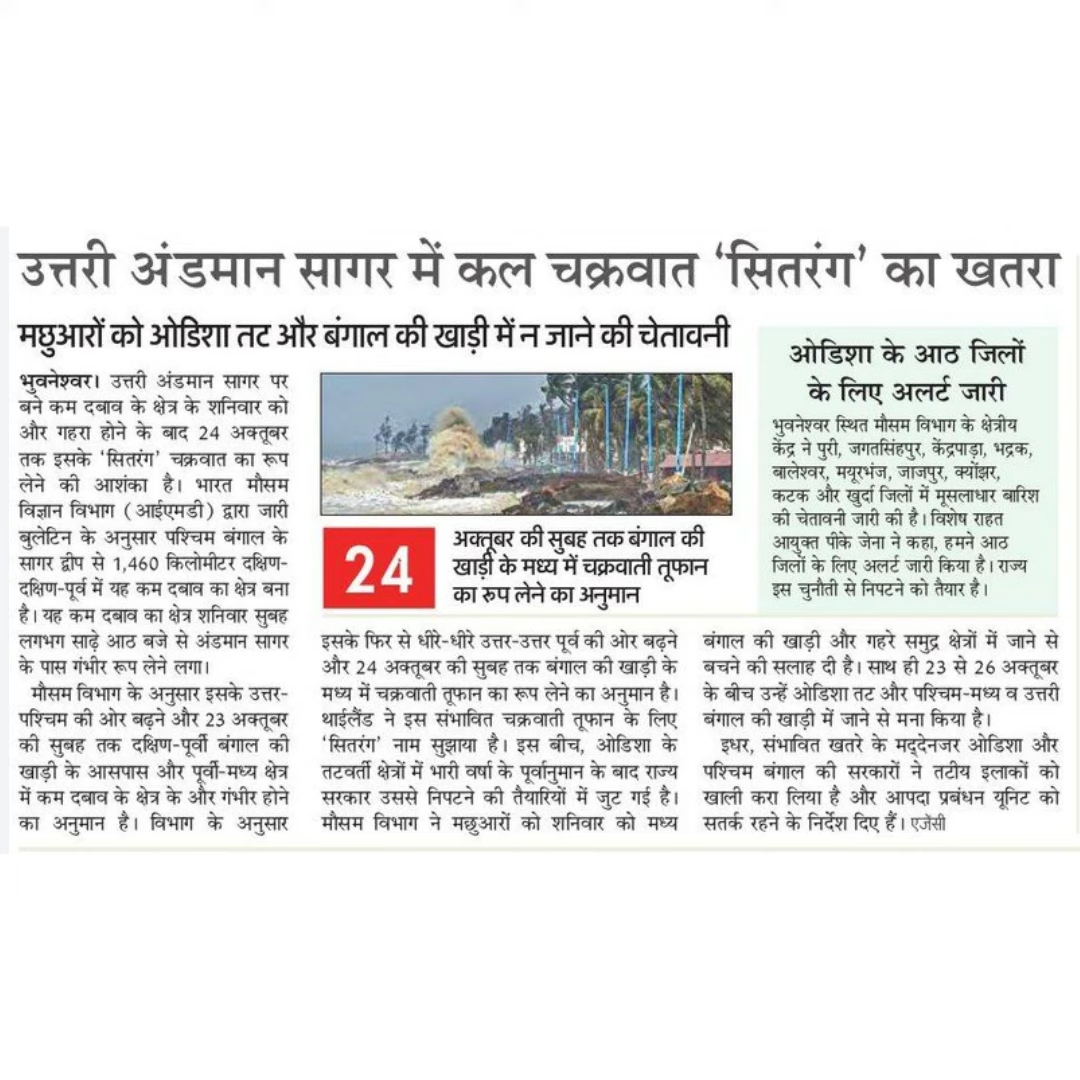 उत्तरी अंडमान सागर में कल चक्रवात ‘सितरंग’ का खतरा
मछुआरों को ओडिशा तट और बंगाल की खाड़ी में न जाने की चेतावनी
भुवनेश्वर। उत्तरी अंडमान सागर पर
बने कम दबाव के क्षेत्र के शनिवार को
और गहरा होने के बाद 24 अक्तूबर
तक इसके ‘सितरंग’ चक्रवात का रूप
लेने की आशंका है। भारत मौसम
विज्ञान विभाग (आईएमडी) द्वारा जारी
बुलेटिन के अनुसार पश्चिम बंगाल के
सागर द्वीप से 1,460 किलोमीटर दक्षिण-
दक्षिण-पूर्व में यह कम दबाव का क्षेत्र बना
है। यह कम दबाव का क्षेत्र शनिवार सुबह
लगभग साढ़े आठ बजे से अंडमान सागर
के पास गंभीर रूप लेने लगा।
मौसम विभाग के अनुसार इसके उत्तर-
पश्चिम की ओर बढ़ने और 23 अक्तूबर
की सुबह तक दक्षिण-पूर्वी बंगाल की
खाड़ी के आसपास और पूर्वी-मध्य क्षेत्र
में कम दबाव के क्षेत्र के और गंभीर होने
का अनुमान है। विभाग के अनुसार
24
अक्तूबर की सुबह तक बंगाल की
खाड़ी के मध्य में चक्रवाती तूफान
का रूप लेने का अनुमान
इसके फिर से धीरे-धीरे उत्तर-उत्तर पूर्व की ओर बढ़ने
और 24 अक्तूबर की सुबह तक बंगाल की खाड़ी के
मध्य में चक्रवाती तूफान का रूप लेने का अनुमान है।
थाईलैंड ने इस संभावित चक्रवाती तूफान के लिए
‘सितरंग’ नाम सुझाया है। इस बीच, ओडिशा के
तटवर्ती क्षेत्रों में भारी वर्षा के पूर्वानुमान के बाद राज्य
सरकार उससे निपटने की तैयारियों में जुट गई है।
मौसम विभाग ने मछुआरों को शनिवार को मध्य
बंगाल की खाड़ी और गहरे समुद्र क्षेत्रों में जाने से
बचने की सलाह दी है। साथ ही 23 से 26 अक्तूबर
के बीच उन्हें ओडिशा तट और पश्चिम-मध्य व उत्तरी
बंगाल की खाड़ी में जाने से मना किया है।
इधर, संभावित खतरे के मद्देनजर ओडिशा और
पश्चिम बंगाल की सरकारों ने तटीय इलाकों को
खाली करा लिया है और आपदा प्रबंधन यूनिट को
सतर्क रहने के निर्देश दिए हैं। एजेंसी
ओडिशा के आठ जिलों
के लिए अलर्ट जारी
भुवनेश्वर स्थित मौसम विभाग के क्षेत्रीय
केंद्र ने पुरी, जगतसिंहपुर, केंद्रपाड़ा, भद्रक,
बालेश्वर, मयूरभंज, जाजपुर, क्योंझर,
कटक और खुर्दा जिलों में मूसलाधार बारिश
की चेतावनी जारी की है। विशेष राहत
आयुक्त पीके जेना ने कहा, हमने आठ
जिलों के लिए अलर्ट जारी किया है। राज्य
इस चुनौती से निपटने को तैयार है।